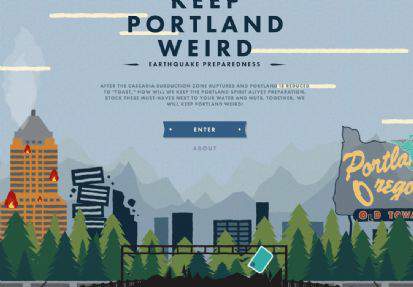 KEEP
PORTLAND
WEIRD
EARTHQUAKE PREPAREDNESS
AFTER THE CASCADIA SUBDUCTION ZONE RUPTURES AND PORTLAND IS REDUCED
TO "TOAST," HOW WILL WE KEEP THE PORTLAND SPIRIT ALIVE? PREPARATION.
STOCK THESE MUST-HAVES NEXT TO YOUR WATER AND NUTS. TOGETHER, WE
WILL KEEP PORTLAND WEIRD!
ENTER
ABOUT
Portland
Oregon
OLD TOW